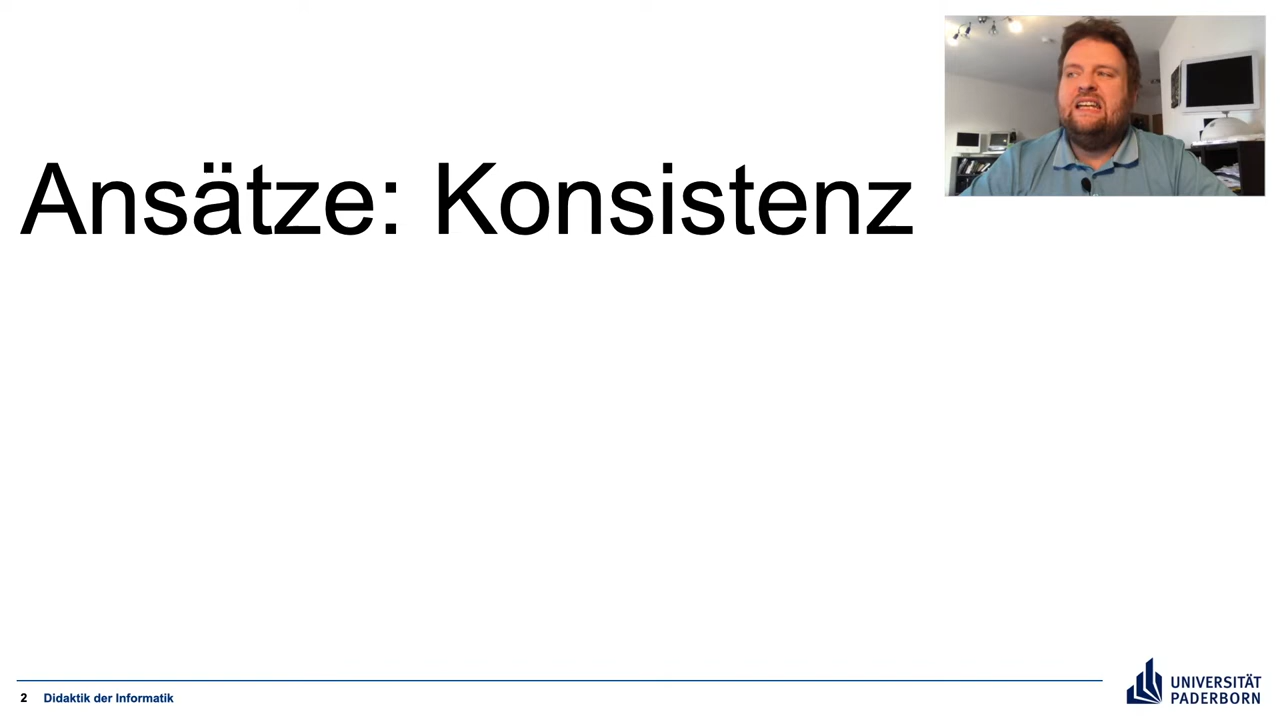 Ansätze: Konsistenz
2 Didaktik der Informatik
UNIVERSITÄT
PADERBORN